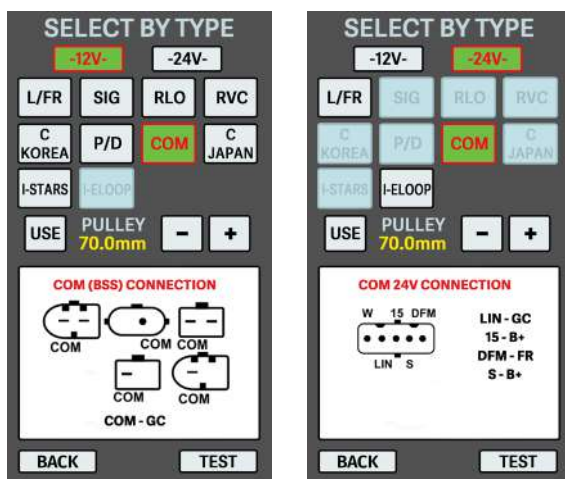 SELECT BY TYPE
-12V- -24V-
L/FR SIG RLO RVC
C KOREA P/D COM C JAPAN
I-STARS I-ELOOP
USE PULLEY 70.0mm - +
COM (BSS) CONNECTION
COM COM COM
COM COM
COM - GC
BACK TEST
SELECT BY TYPE
-12V- -24V-
L/FR SIG RLO RVC
C KOREA P/D COM C JAPAN
I-STARS I-ELOOP
USE PULLEY 70.0mm - +
COM 24V CONNECTION
W 15 DFM
LIN S
LIN - GC
15 - B+
DFM - FR
S - B+
BACK TEST